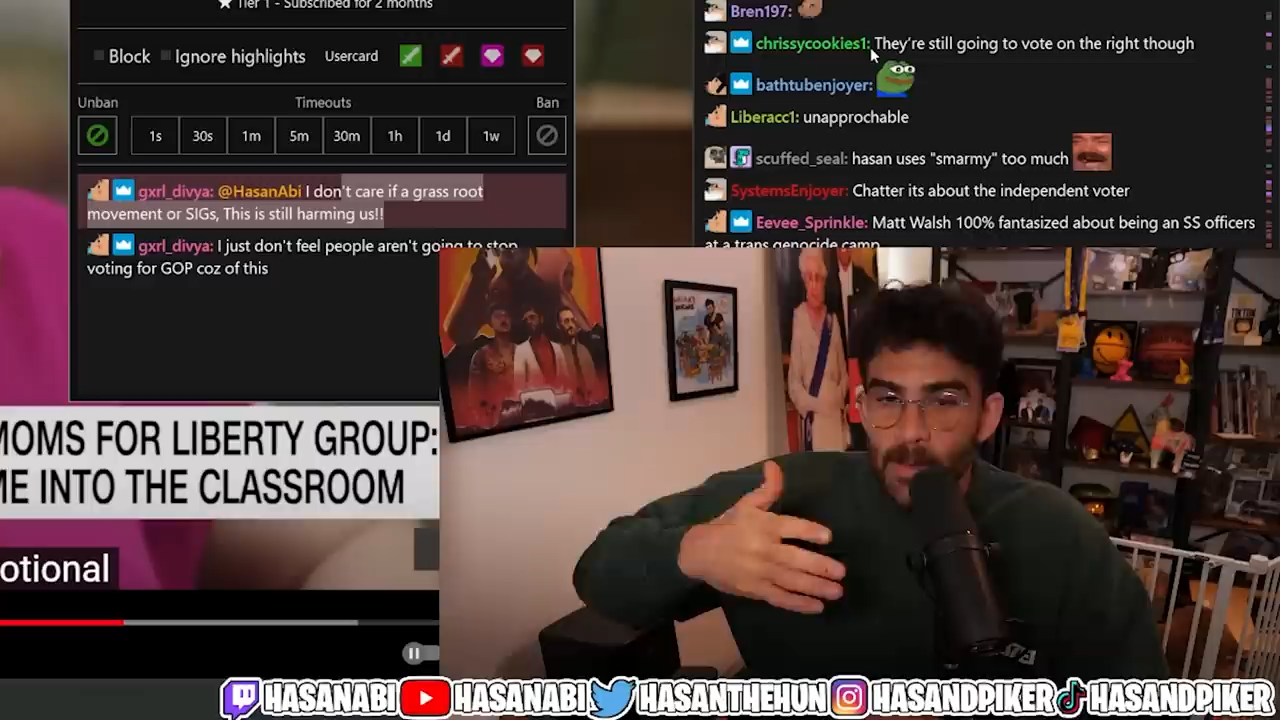 ★ Tier 1 - Subscribed for 2 months
Block Ignore highlights Usercard
Unban Timeouts Ban
1s 30s 1m 5m 30m 1h 1d 1w
gxrl_divya: @HasanAbi I don't care if a grass root
movement or SIGs, This is still harming us!!
gxrl_divya: I just don't feel people aren't going to stop
voting for GOP coz of this
Bren197:
chrissycookies1: They're still going to vote on the right though
bathtubenjoyer:
Liberacc1: unapprochable
scuffed_seal: hasan uses "smarmy" too much
SystemsEnjoyer: Chatter its about the independent voter
Eevee_Sprinkle: Matt Walsh 100% fantasized about being an SS officers
at a trans genocide camp
MOMS FOR LIBERTY GROUP:
ME INTO THE CLASSROOM
otional
HASANABI HASANABI HASANTHEHUN HASANDPIKER HASANDPIKER